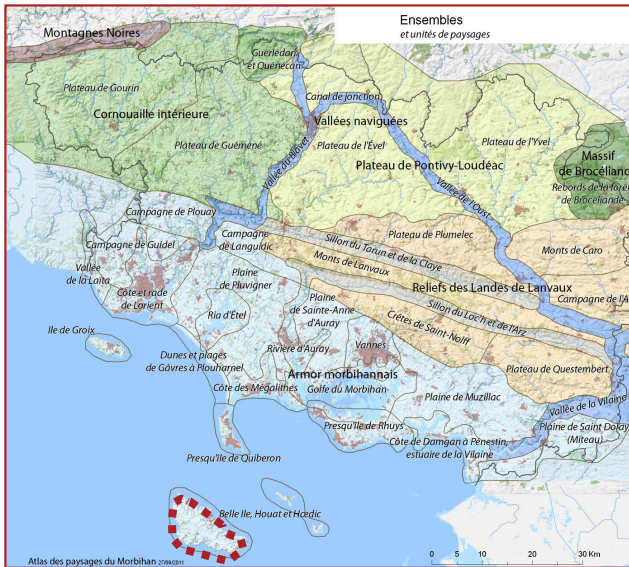 Ensembles
et unités de paysages
Montagnes Noires
Guerlédan
et Quénécan
Plateau de Gourin
Canal de jonction
Cornouaille intérieure
Vallées naviguées
Plateau de Guémené
Plateau de l'Ével
Plateau de l'Yvel
Massif
de Brocéliand
Plateau de Pontivy-Loudéac
Rebords de la forêt
de Brocéliande
Vallée du Blavet
Vallée de l'Oust
Campagne de Plouay
Campagne
de Languidic
Campagne de Guidel
Sillon du Tarun et de la Claye
Plateau de Plumelec
Monts de Caro
Vallée
de la Laïta
Plaine
de Pluvigner
Monts de Lanvaux
Reliefs des Landes de Lanvaux
Campagne de l'A
Côte et rade
de Lorient
Ria d'Étel
Plaine
de Sainte-Anne
d'Auray
Sillon du Loc'h et de l'Arz
Crêtes de Saint-Nolff
Ile de Groix
Dunes et plages
de Gâvres à Plouharnel
Rivière d'Auray
Vannes
Plateau de Questembert
Armor morbihannais
Côte des Mégalithes
Golfe du Morbihan
Plaine de Muzillac
Vallée de la Vilaine
Presqu'île de Rhuys
Plaine de Saint Dolay
(Miteau)
Côte de Damgan à Pénestin,
estuaire de la Vilaine
Presqu'île de Quiberon
Belle Ile, Houat et Hœdic
Atlas des paysages du Morbihan 27/09/2011
0 5 10 20 30 Km